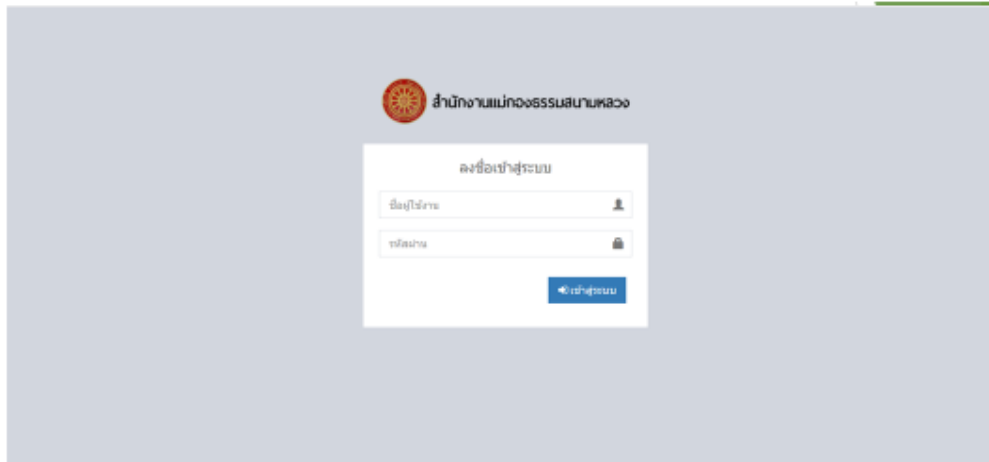 สำนักงานแม่กองธรรมสนามหลวง
ลงชื่อเข้าสู่ระบบ
ชื่อผู้ใช้งาน
รหัสผ่าน
เข้าสู่ระบบ